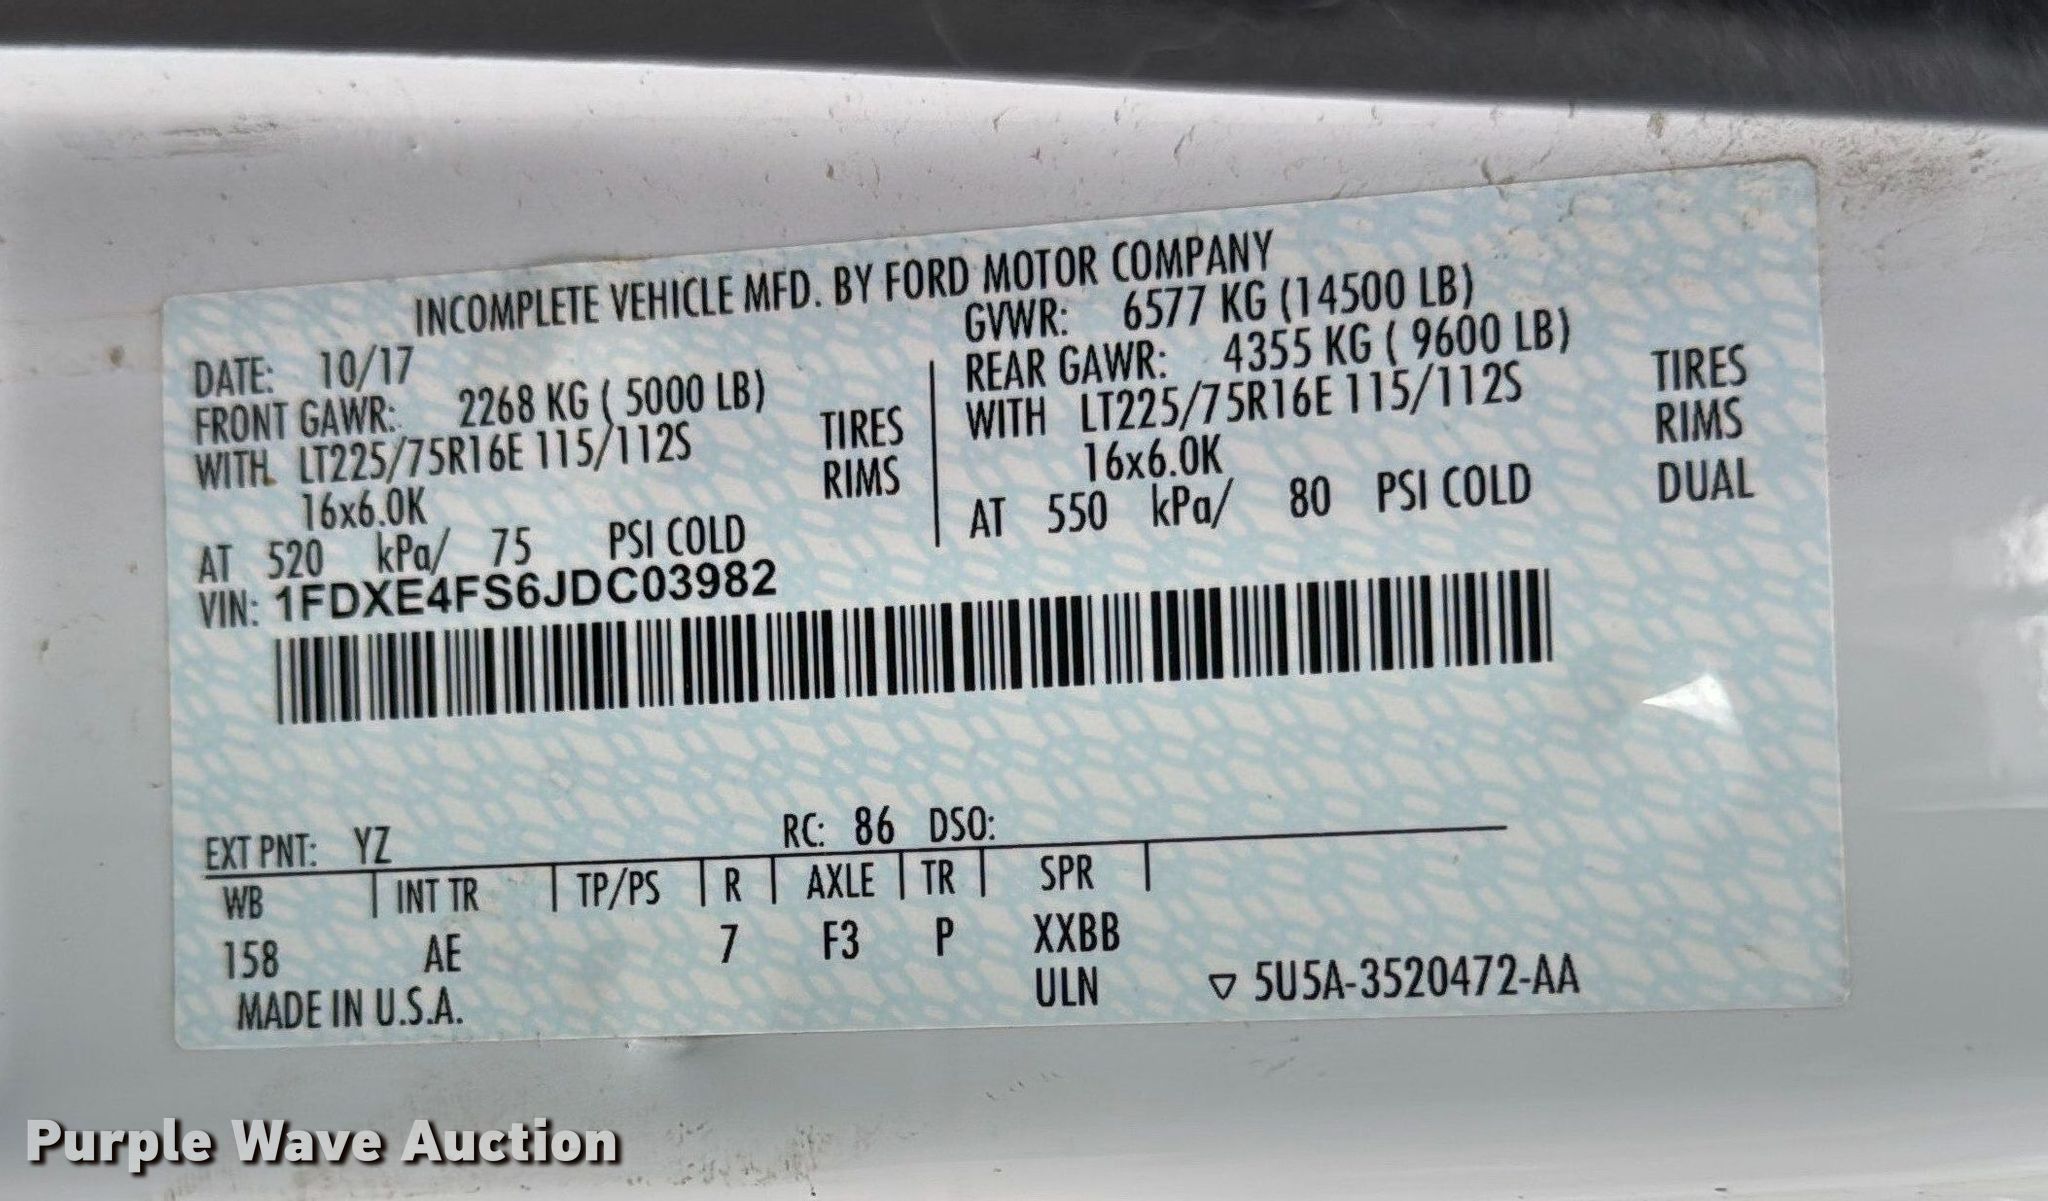 INCOMPLETE VEHICLE MFD. BY FORD MOTOR COMPANY
DATE: 10/17
GVWR: 6577 KG (14500 LB)
FRONT GAWR: 2268 KG ( 5000 LB)
REAR GAWR: 4355 KG ( 9600 LB)
WITH LT225/75R16E 115/112S TIRES
WITH LT225/75R16E 115/112S TIRES
16x6.0K RIMS
16x6.0K RIMS
AT 520 kPa/ 75 PSI COLD
AT 550 kPa/ 80 PSI COLD DUAL
VIN: 1FDXE4FS6JDC03982
EXT PNT: YZ RC: 86 DSO:
WB INT TR TP/PS R AXLE TR SPR
158 AE 7 F3 P XXBB
MADE IN U.S.A. ULN ▽ 5U5A-3520472-AA
Purple Wave Auction